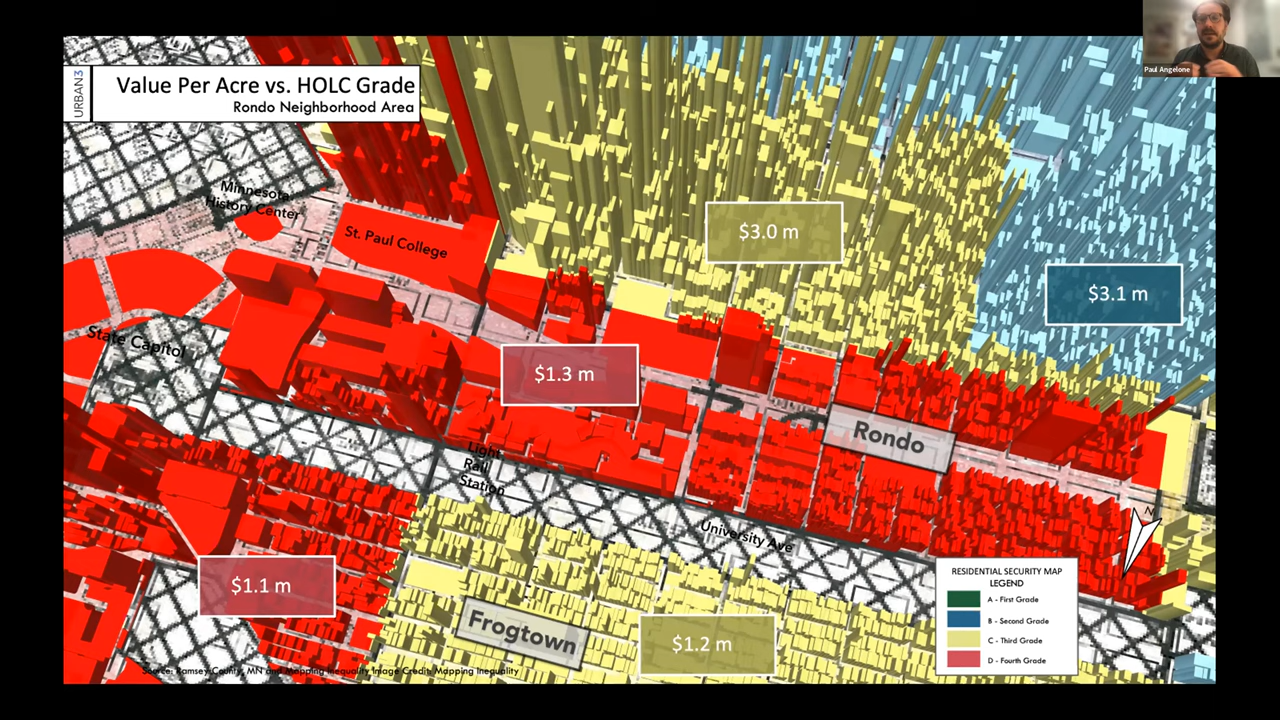 Paul Angelone
URBAN3
Value Per Acre vs. HOLC Grade
Rondo Neighborhood Area
Minnesota
History Center
St. Paul College
$3.0 m
$3.1 m
State Capitol
$1.3 m
Rondo
Light
Rail
Station
University Ave
N
$1.1 m
Frogtown
$1.2 m
RESIDENTIAL SECURITY MAP
LEGEND
A - First Grade
B - Second Grade
C - Third Grade
D - Fourth Grade
Source: Ramsey County, MN and Mapping Inequality Image Credit: Mapping Inequality